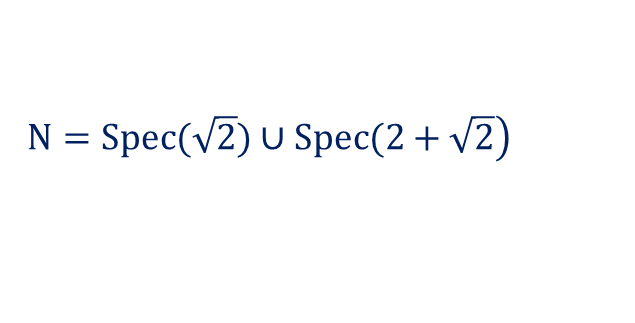 N = Spec(√2) ∪ Spec(2 + √2)